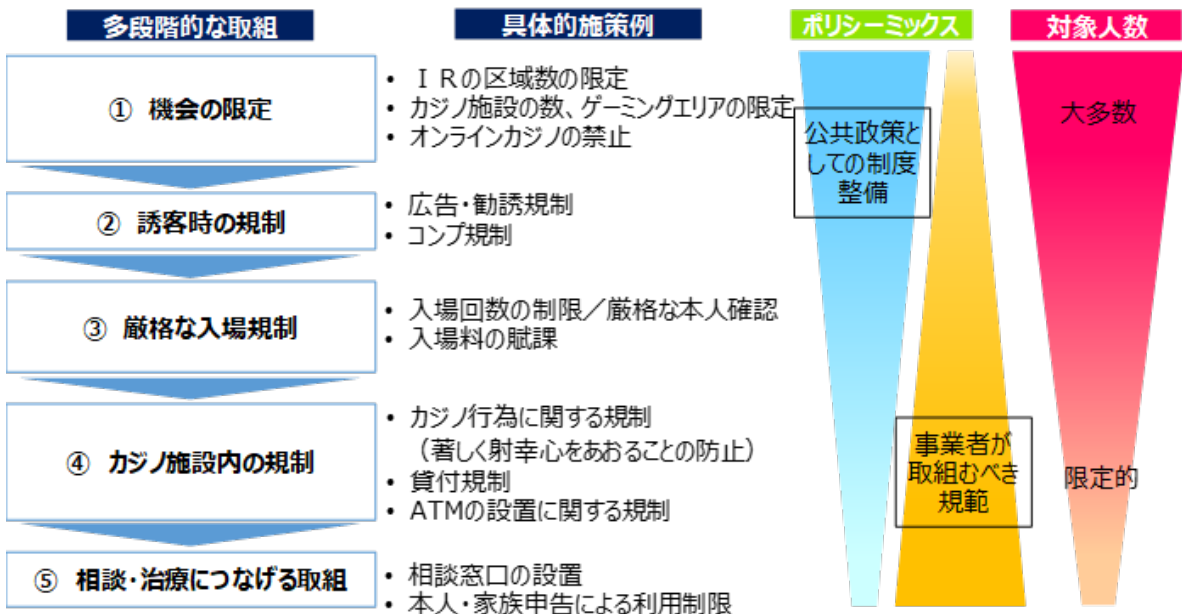 多段階的な取組
具体的施策例
ポリシーミックス
対象人数
① 機会の限定
• ＩＲの区域数の限定
• カジノ施設の数、ゲーミングエリアの限定
• オンラインカジノの禁止
② 誘客時の規制
• 広告・勧誘規制
• コンプ規制
③ 厳格な入場規制
• 入場回数の制限／厳格な本人確認
• 入場料の賦課
④ カジノ施設内の規制
• カジノ行為に関する規制
（著しく射幸心をあおることの防止）
• 貸付規制
• ATMの設置に関する規制
⑤ 相談・治療につなげる取組
• 相談窓口の設置
• 本人・家族申告による利用制限
公共政策と
しての制度
整備
事業者が
取組むべき
規範
大多数
限定的